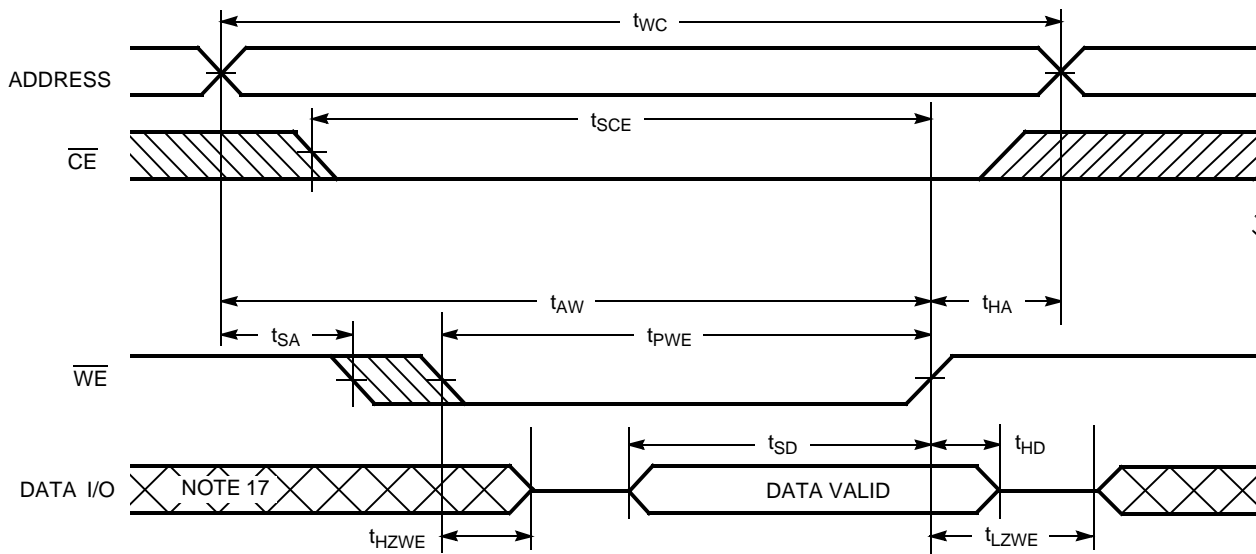 tWC
ADDRESS
tSCE
CE
tAW
tHA
tSA
tPWE
WE
tSD
tHD
DATA I/O
NOTE 17
DATA VALID
tHZWE
tLZWE